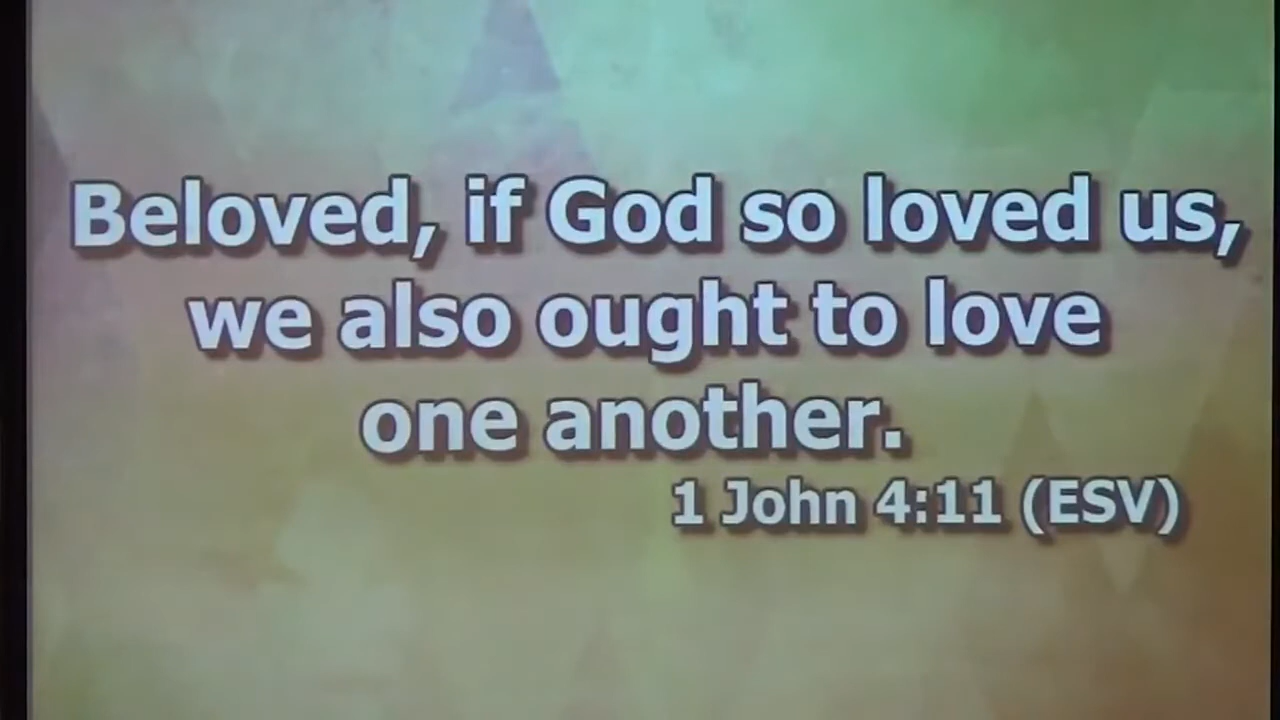 Beloved, if God so loved us,
we also ought to love
one another.
1 John 4:11 (ESV)